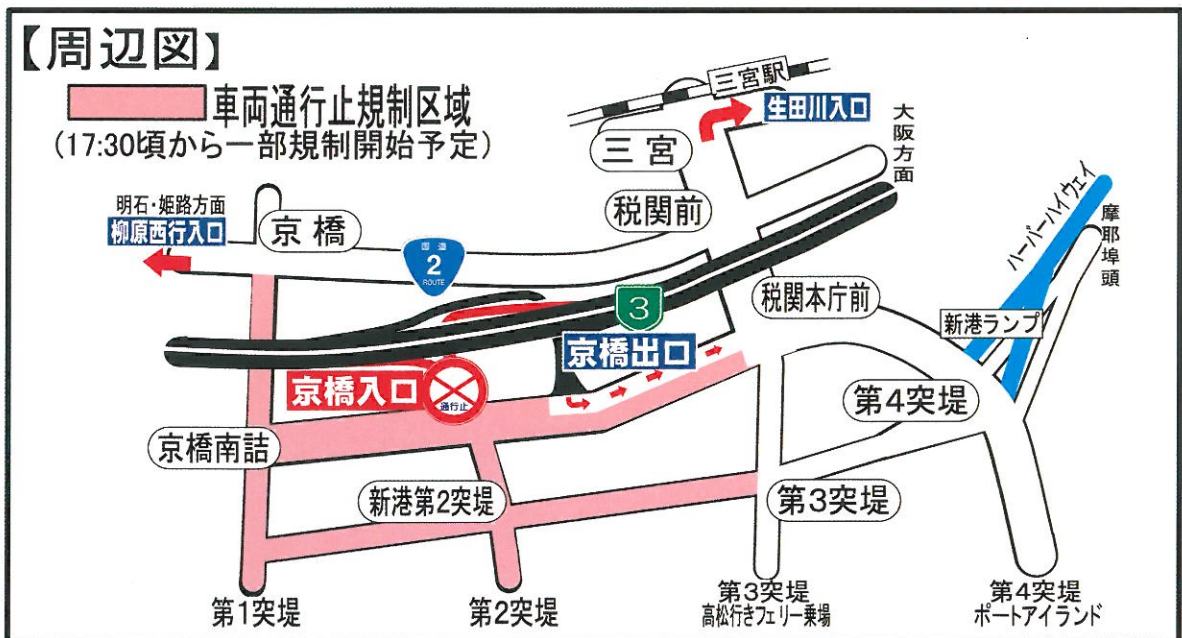 【周辺図】
車両通行止規制区域
(17:30頃から一部規制開始予定)
三宮駅
生田川入口
大阪方面
三宮
税関前
明石・姫路方面
柳原西行入口
京橋
国道
2
ROUTE
ハーバーハイウェイ
摩耶埠頭
3
税関本庁前
新港ランプ
京橋出口
京橋入口
通行止
第4突堤
京橋南詰
新港第2突堤
第3突堤
第1突堤
第2突堤
第3突堤
高松行きフェリー乗場
第4突堤
ポートアイランド